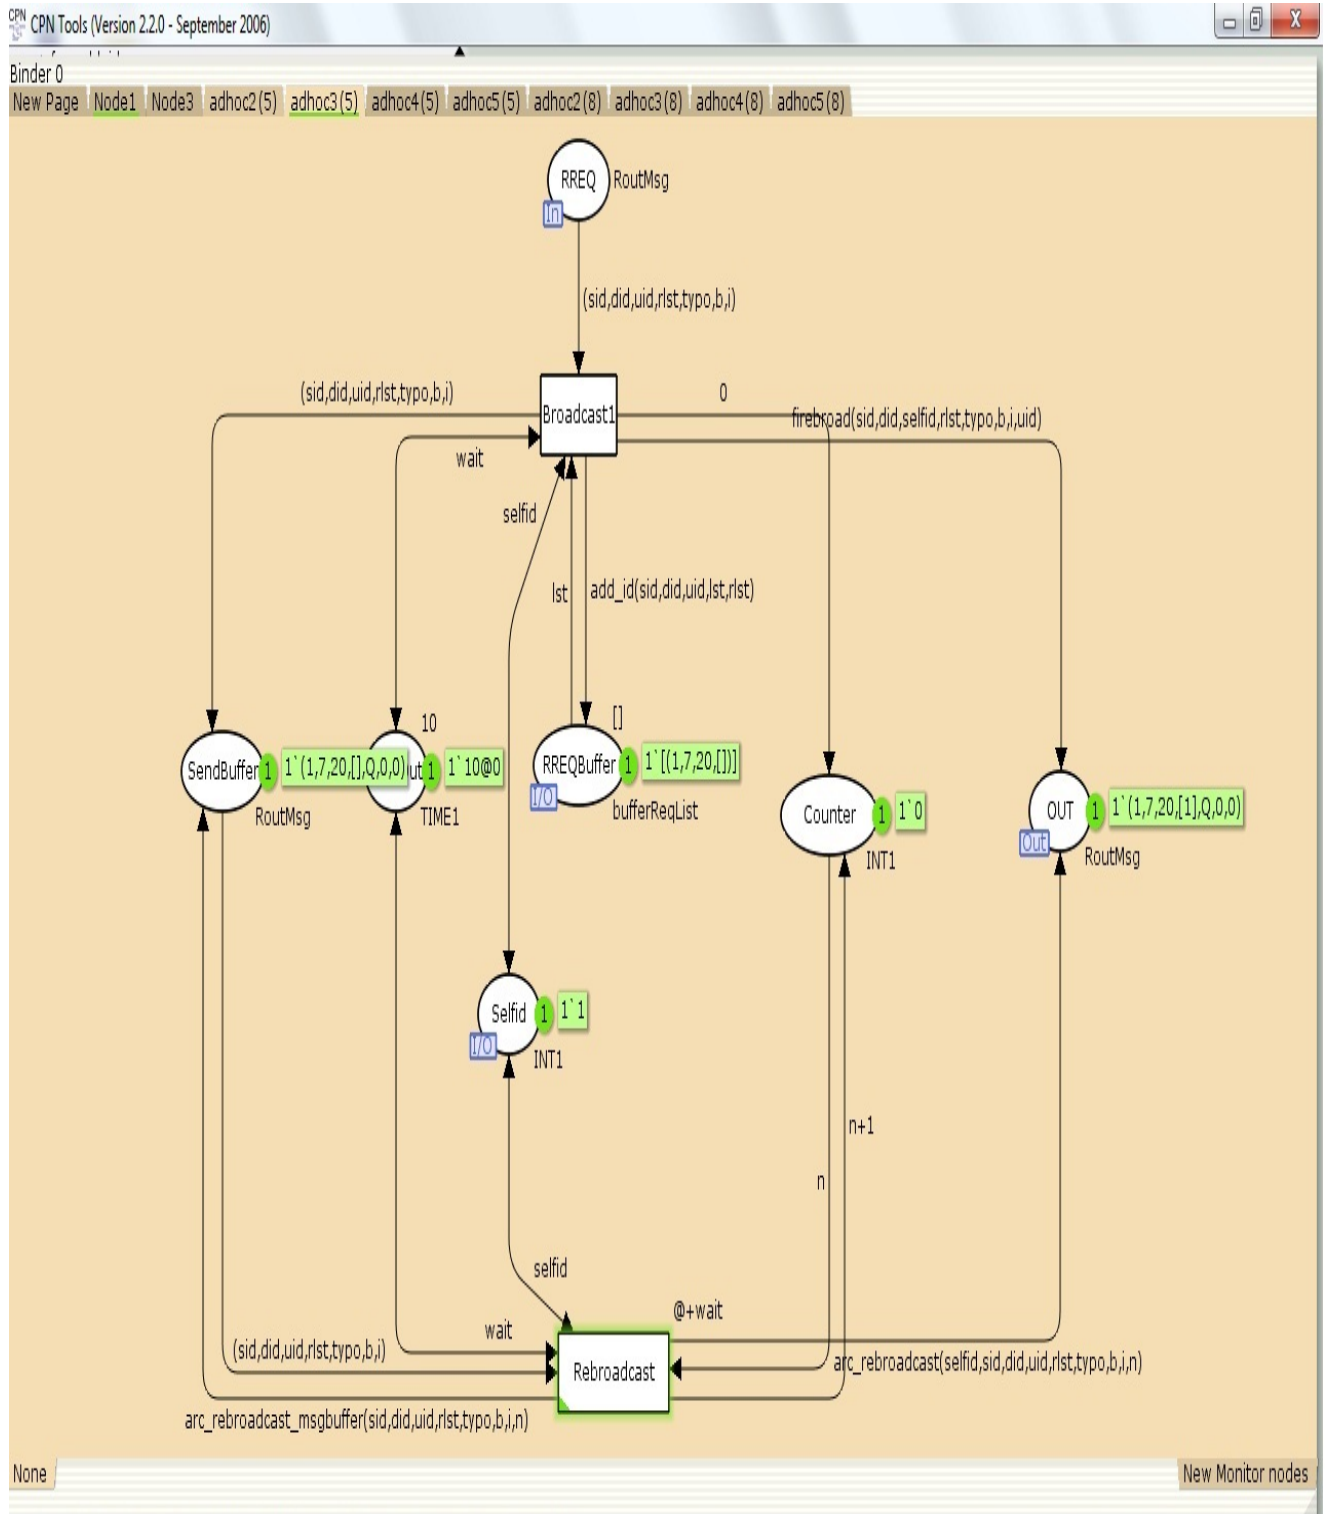 CPN Tools (Version 2.2.0 - September 2006)
Binder 0
New Page Node1 Node3 adhoc2(5) adhoc3(5) adhoc4(5) adhoc5(5) adhoc2(8) adhoc3(8) adhoc4(8) adhoc5(8)
RREQ RoutMsg
In
(sid,did,uid,rlst,typo,b,i)
(sid,did,uid,rlst,typo,b,i)
0
Broadcast1
firebroad(sid,did,selfid,rlst,typo,b,i,uid)
wait
selfid
lst
add_id(sid,did,uid,lst,rlst)
10
[]
SendBuffer 1 1`(1,7,20,[],Q,0,0)
RoutMsg
ut 1 1`10@0
TIME1
RREQBuffer 1 1`[(1,7,20,[])]
I/O
bufferReqList
Counter 1 1`0
INT1
OUT 1 1`(1,7,20,[1],Q,0,0)
Out
RoutMsg
Selfid 1 1`1
I/O
INT1
n+1
n
selfid
@+wait
wait
(sid,did,uid,rlst,typo,b,i)
Rebroadcast
arc_rebroadcast(selfid,sid,did,uid,rlst,typo,b,i,n)
arc_rebroadcast_msgbuffer(sid,did,uid,rlst,typo,b,i,n)
None
New Monitor nodes